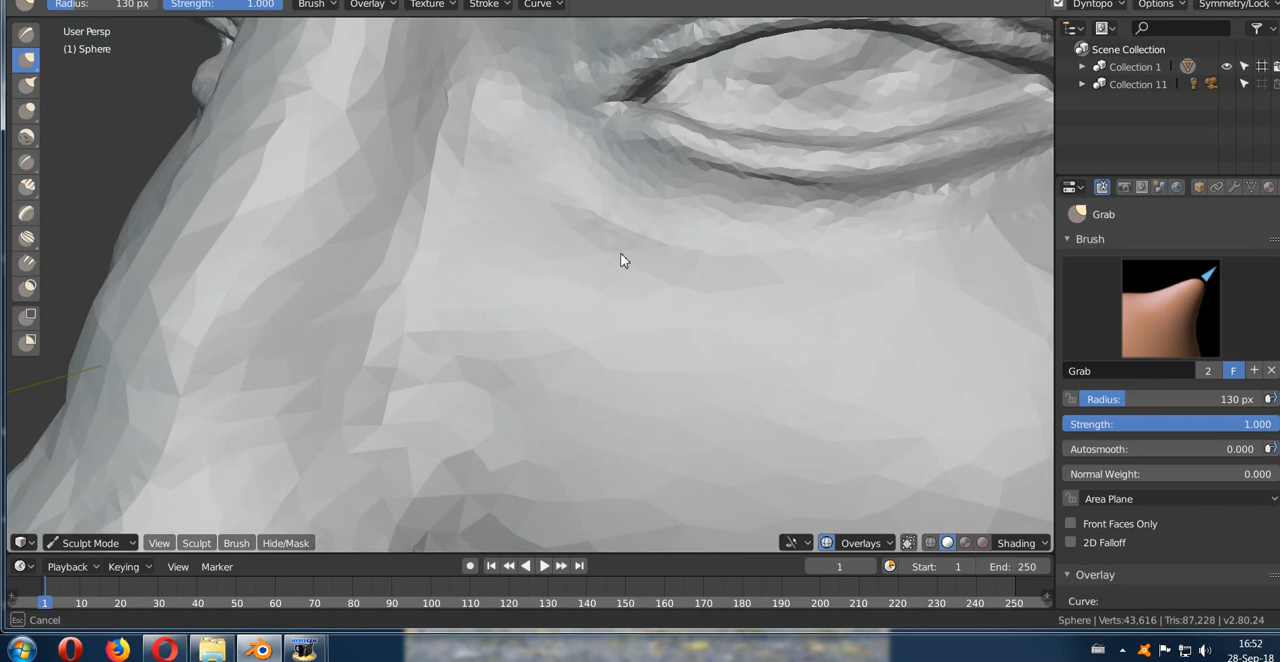 Radius: 130 px Strength: 1.000 Brush Overlay Texture Stroke Curve Dyntopo Options Symmetry/Lock
User Persp
(1) Sphere
Scene Collection
Collection 1
Collection 11
Grab
Brush
Grab 2 F
Radius: 130 px
Strength: 1.000
Autosmooth: 0.000
Normal Weight: 0.000
Area Plane
Front Faces Only
2D Falloff
Overlay
Curve:
Sculpt Mode View Sculpt Brush Hide/Mask Overlays Shading
Playback Keying View Marker 1 Start: 1 End: 250
1 10 20 30 40 50 60 70 80 90 100 110 120 130 140 150 160 170 180 190 200 210 220 230 240 250
Esc Cancel Sphere | Verts:43,616 | Tris:87,228 | v2.80.24
16:52
28-Sep-18